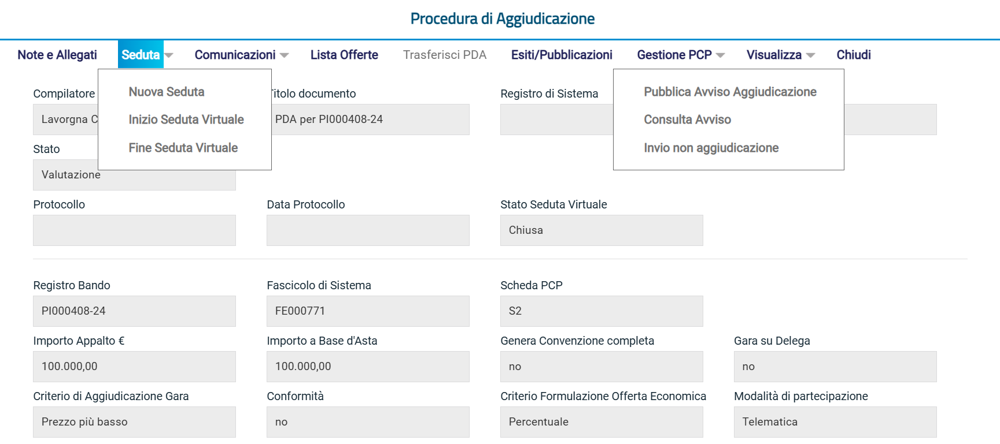 Procedura di Aggiudicazione
Note e Allegati Seduta Comunicazioni Lista Offerte Trasferisci PDA Esiti/Pubblicazioni Gestione PCP Visualizza Chiudi
Nuova Seduta
Inizio Seduta Virtuale
Fine Seduta Virtuale
Pubblica Avviso Aggiudicazione
Consulta Avviso
Invio non aggiudicazione
Compilatore Titolo documento Registro di Sistema
Lavorgna C PDA per PI000408-24
Stato
Valutazione
Protocollo Data Protocollo Stato Seduta Virtuale
Chiusa
Registro Bando Fascicolo di Sistema Scheda PCP
PI000408-24 FE000771 S2
Importo Appalto € Importo a Base d'Asta Genera Convenzione completa Gara su Delega
100.000,00 100.000,00 no no
Criterio di Aggiudicazione Gara Conformità Criterio Formulazione Offerta Economica Modalità di partecipazione
Prezzo più basso no Percentuale Telematica